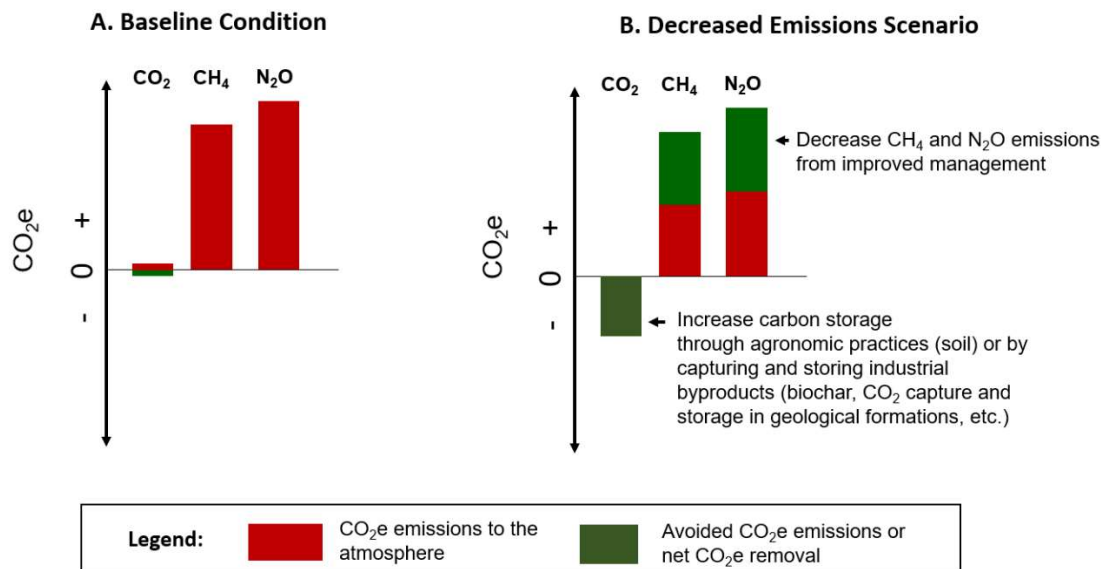 A. Baseline Condition
CO₂ CH₄ N₂O
CO₂e
+
0
-
B. Decreased Emissions Scenario
CO₂ CH₄ N₂O
CO₂e
+
0
-
Decrease CH₄ and N₂O emissions
from improved management
Increase carbon storage
through agronomic practices (soil) or by
capturing and storing industrial
byproducts (biochar, CO₂ capture and
storage in geological formations, etc.)
Legend:
CO₂e emissions to the
atmosphere
Avoided CO₂e emissions or
net CO₂e removal